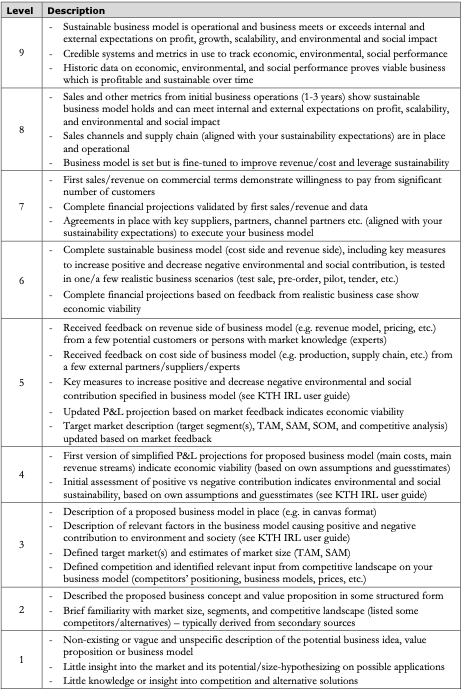 Level Description
9
- Sustainable business model is operational and business meets or exceeds internal and
external expectations on profit, growth, scalability, and environmental and social impact
- Credible systems and metrics in use to track economic, environmental, social performance
- Historic data on economic, environmental, and social performance proves viable business
which is profitable and sustainable over time
8
- Sales and other metrics from initial business operations (1-3 years) show sustainable
business model holds and can meet internal and external expectations on profit, scalability,
and environmental and social impact
- Sales channels and supply chain (aligned with your sustainability expectations) are in place
and operational
- Business model is set but is fine-tuned to improve revenue/cost and leverage sustainability
7
- First sales/revenue on commercial terms demonstrate willingness to pay from significant
number of customers
- Complete financial projections validated by first sales/revenue and data
- Agreements in place with key suppliers, partners, channel partners etc. (aligned with your
sustainability expectations) to execute your business model
6
- Complete sustainable business model (cost side and revenue side), including key measures
to increase positive and decrease negative environmental and social contribution, is tested
in one/a few realistic business scenarios (test sale, pre-order, pilot, tender, etc.)
- Complete financial projections based on feedback from realistic business case show
economic viability
5
- Received feedback on revenue side of business model (e.g. revenue model, pricing, etc.)
from a few potential customers or persons with market knowledge (experts)
- Received feedback on cost side of business model (e.g. production, supply chain, etc.) from
a few external partners/suppliers/experts
- Key measures to increase positive and decrease negative environmental and social
contribution specified in business model (see KTH IRL user guide)
- Updated P&L projection based on market feedback indicates economic viability
- Target market description (target segment(s), TAM, SAM, SOM, and competitive analysis)
updated based on market feedback
4
- First version of simplified P&L projections for proposed business model (main costs, main
revenue streams) indicate economic viability (based on own assumptions and guesstimates)
- Initial assessment of positive vs negative contribution indicates environmental and social
sustainability, based on own assumptions and guesstimates (see KTH IRL user guide)
3
- Description of a proposed business model in place (e.g. in canvas format)
- Description of relevant factors in the business model causing positive and negative
contribution to environment and society (see KTH IRL user guide)
- Defined target market(s) and estimates of market size (TAM, SAM)
- Defined competition and identified relevant input from competitive landscape on your
business model (competitors' positioning, business models, prices, etc.)
2
- Described the proposed business concept and value proposition in some structured form
- Brief familiarity with market size, segments, and competitive landscape (listed some
competitors/alternatives) – typically derived from secondary sources
1
- Non-existing or vague and unspecific description of the potential business idea, value
proposition or business model
- Little insight into the market and its potential/size-hypothesizing on possible applications
- Little knowledge or insight into competition and alternative solutions